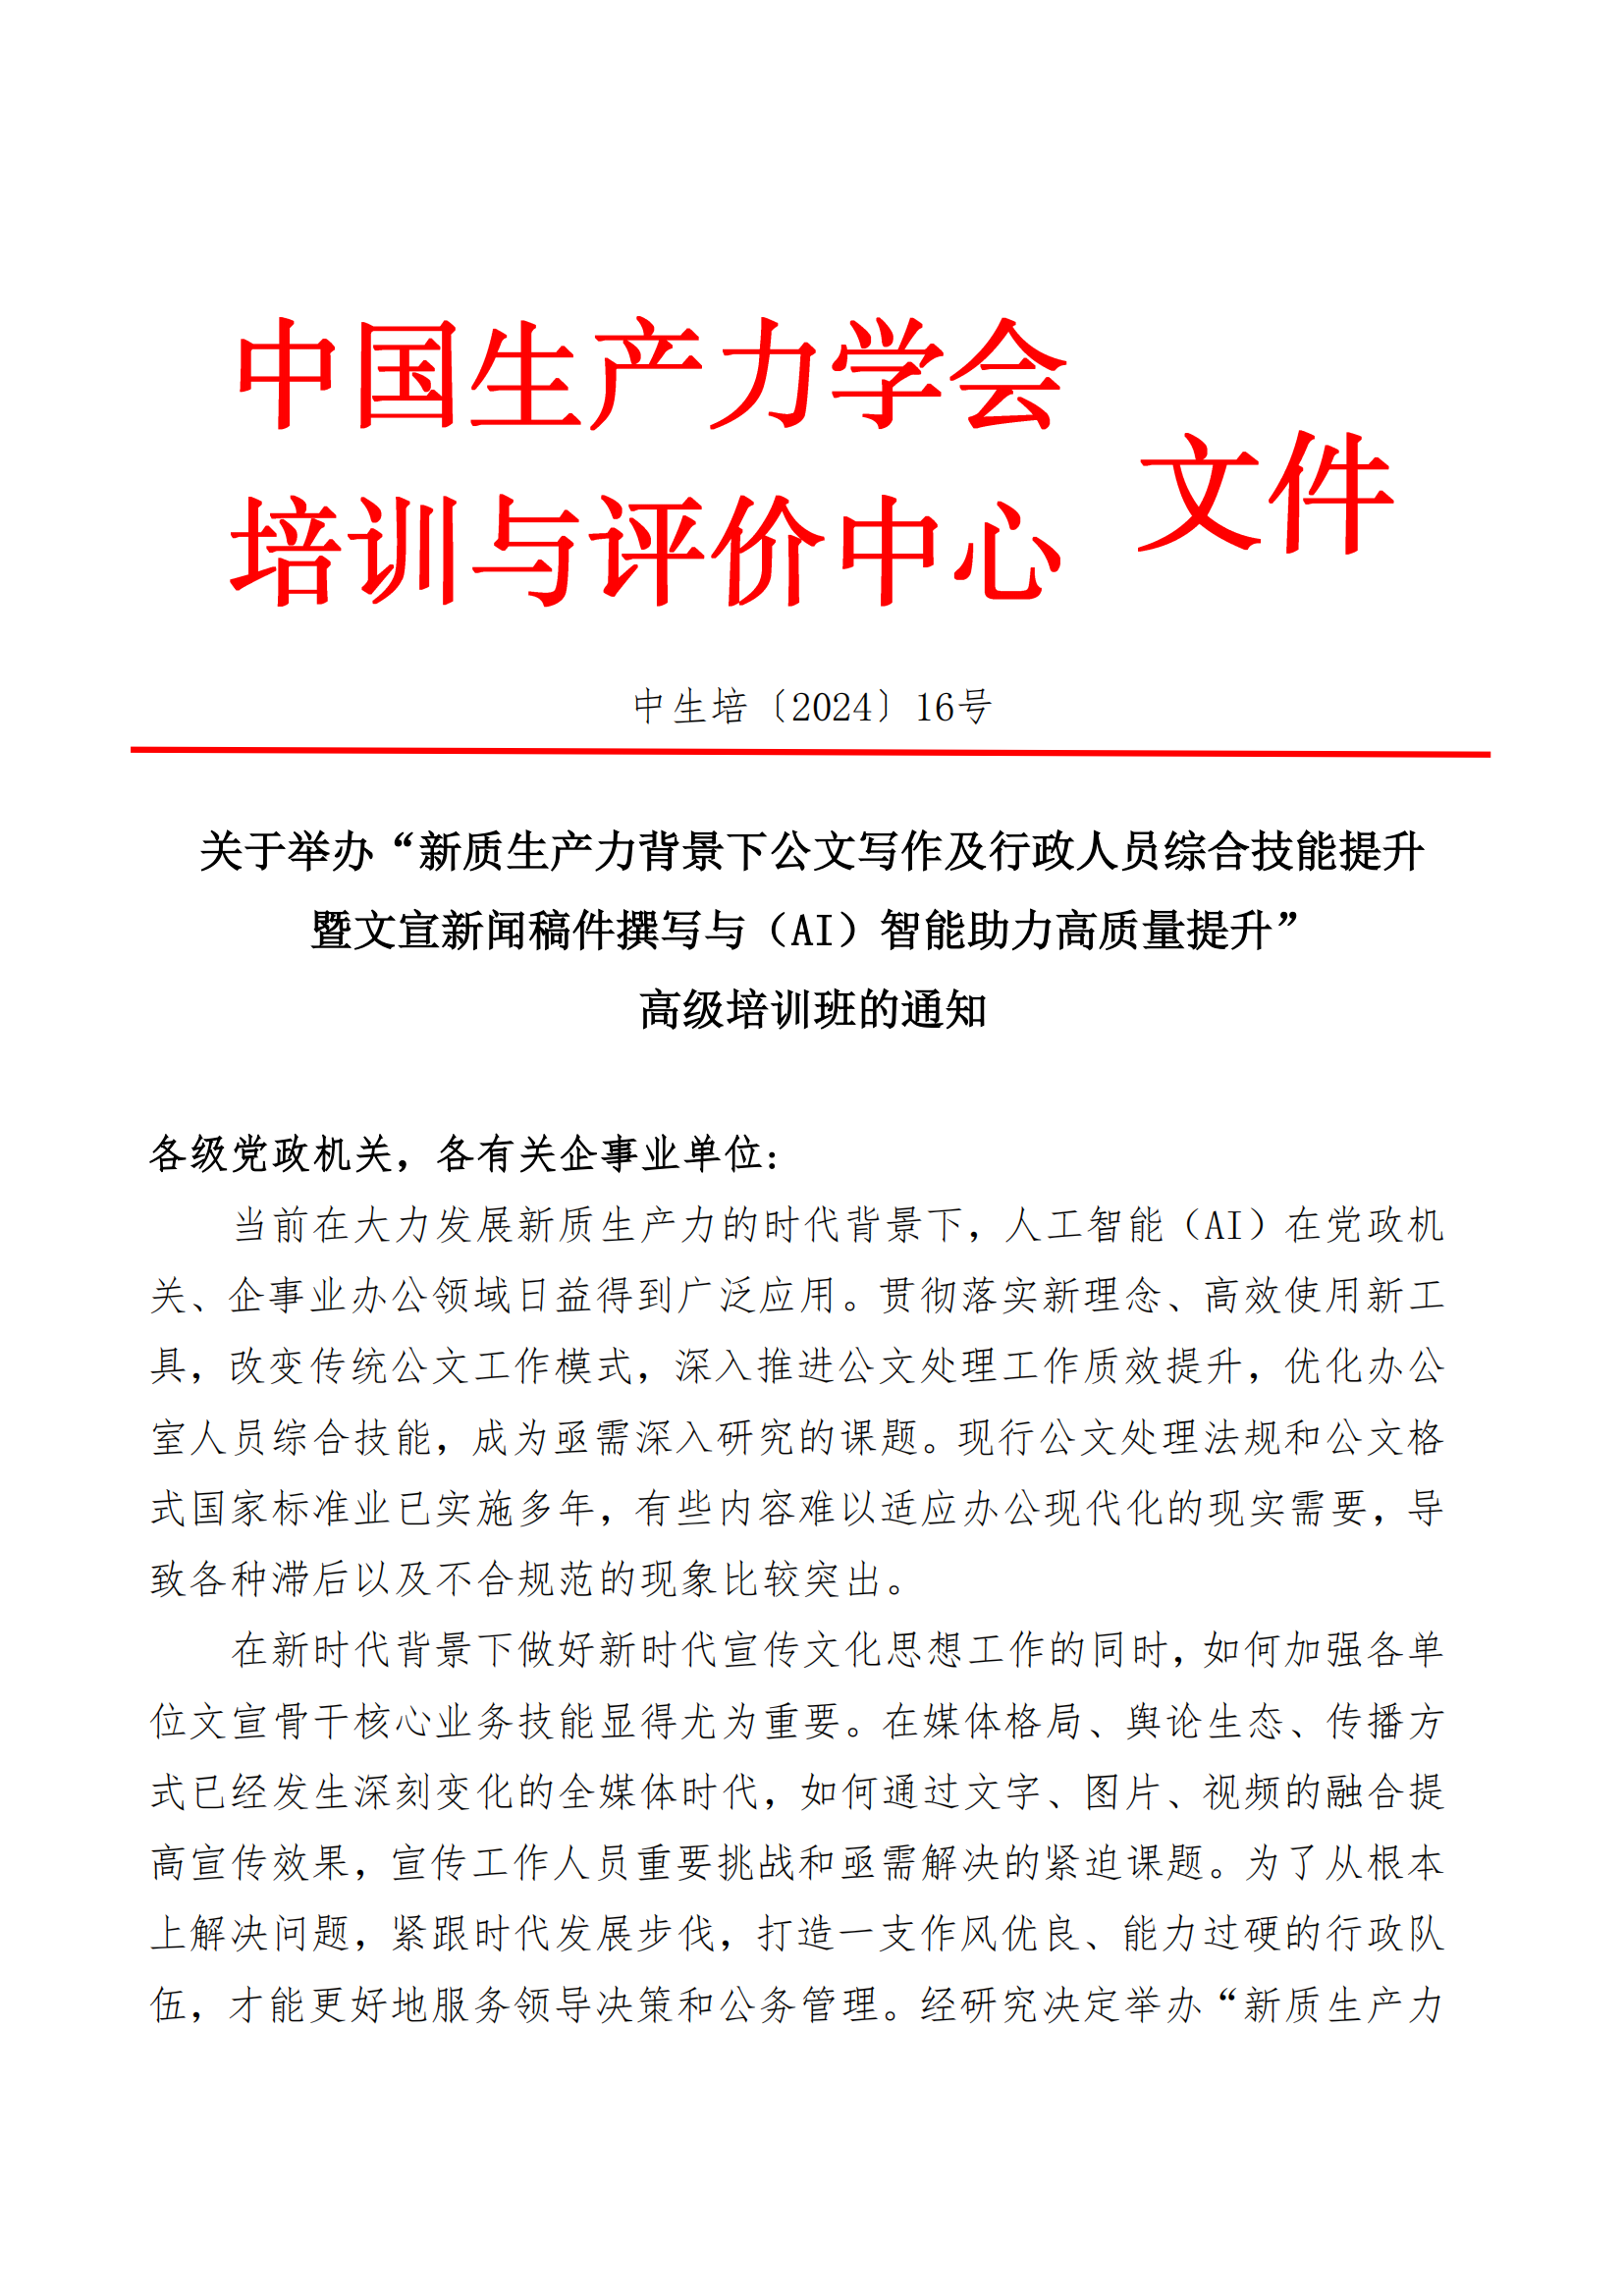 中国生产力学会
培训与评价中心
文件
中生培〔2024〕16号
关于举办“新质生产力背景下公文写作及行政人员综合技能提升
暨文宣新闻稿件撰写与（AI）智能助力高质量提升”
高级培训班的通知
各级党政机关，各有关企事业单位：
当前在大力发展新质生产力的时代背景下，人工智能（AI）在党政机
关、企事业办公领域日益得到广泛应用。贯彻落实新理念、高效使用新工
具，改变传统公文工作模式，深入推进公文处理工作质效提升，优化办公
室人员综合技能，成为亟需深入研究的课题。现行公文处理法规和公文格
式国家标准业已实施多年，有些内容难以适应办公现代化的现实需要，导
致各种滞后以及不合规范的现象比较突出。
在新时代背景下做好新时代宣传文化思想工作的同时，如何加强各单
位文宣骨干核心业务技能显得尤为重要。在媒体格局、舆论生态、传播方
式已经发生深刻变化的全媒体时代，如何通过文字、图片、视频的融合提
高宣传效果，宣传工作人员重要挑战和亟需解决的紧迫课题。为了从根本
上解决问题，紧跟时代发展步伐，打造一支作风优良、能力过硬的行政队
伍，才能更好地服务领导决策和公务管理。经研究决定举办“新质生产力